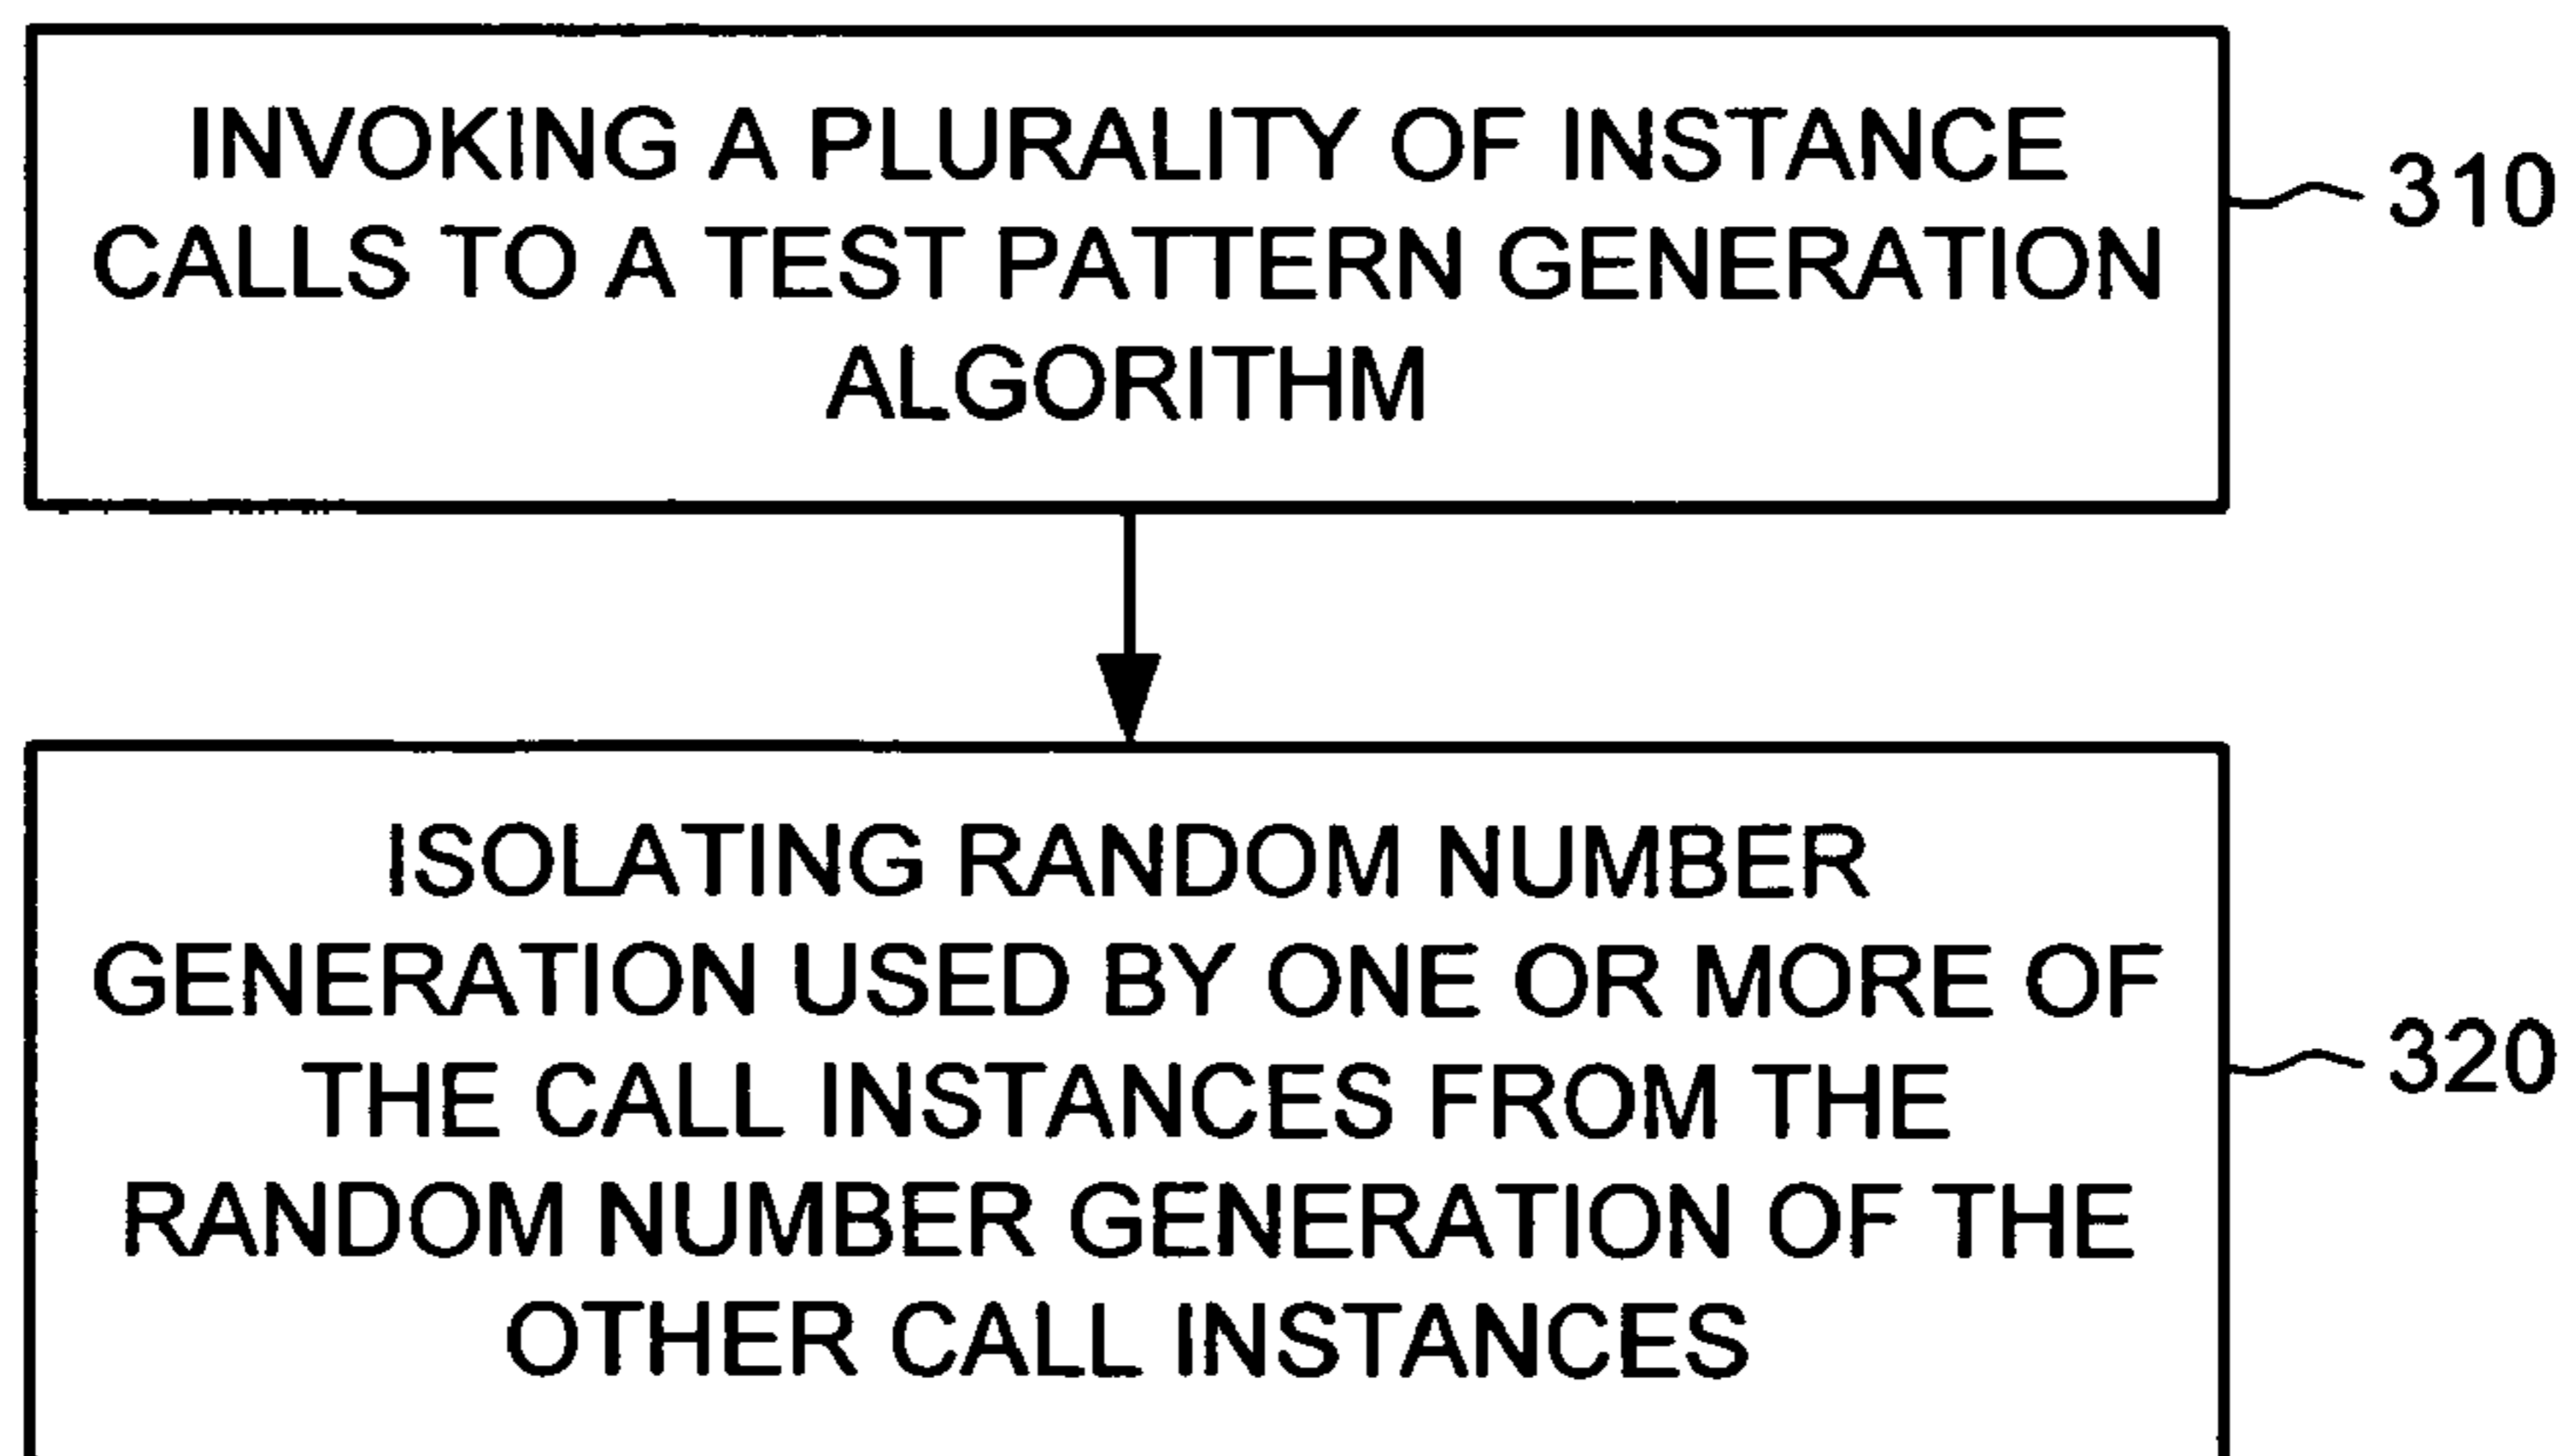 INVOKING A PLURALITY OF INSTANCE
CALLS TO A TEST PATTERN GENERATION
ALGORITHM
310
ISOLATING RANDOM NUMBER
GENERATION USED BY ONE OR MORE OF
THE CALL INSTANCES FROM THE
RANDOM NUMBER GENERATION OF THE
OTHER CALL INSTANCES
320